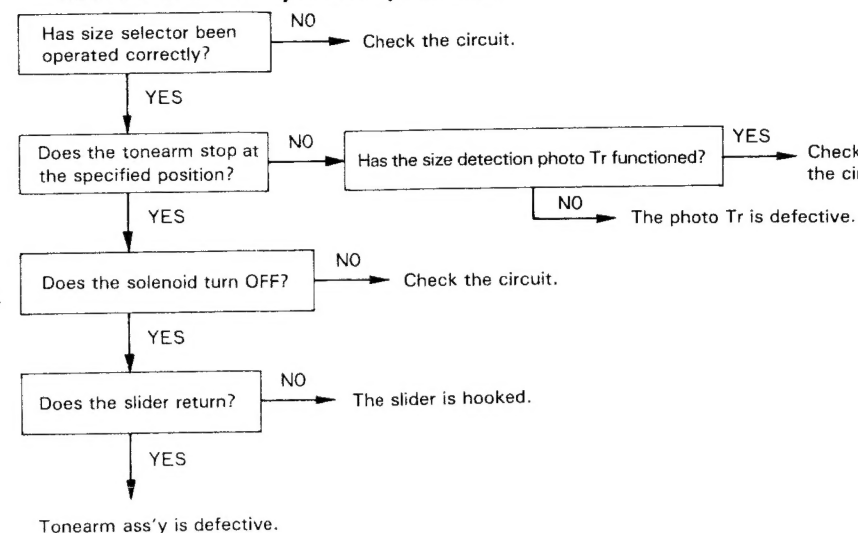 Has size selector been
operated correctly?
NO
Check the circuit.
YES
Does the tonearm stop at
the specified position?
NO
Has the size detection photo Tr functioned?
YES
Check
the
NO
The photo Tr is defective.
YES
Does the solenoid turn OFF?
NO
Check the circuit.
YES
Does the slider return?
NO
The slider is hooked.
YES
Tonearm ass'y is defective.